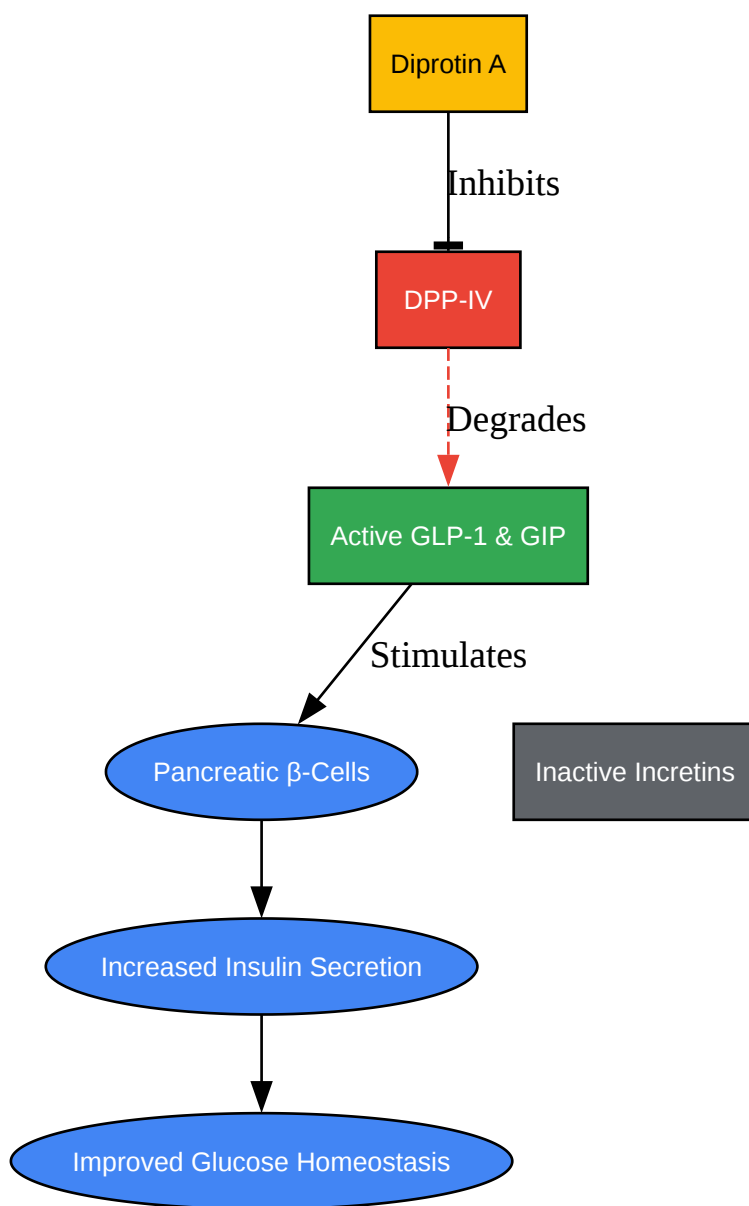 Diprotin A
Inhibits
DPP-IV
Degrades
Active GLP-1 & GIP
Stimulates
Pancreatic β-Cells
Inactive Incretins
Increased Insulin Secretion
Improved Glucose Homeostasis